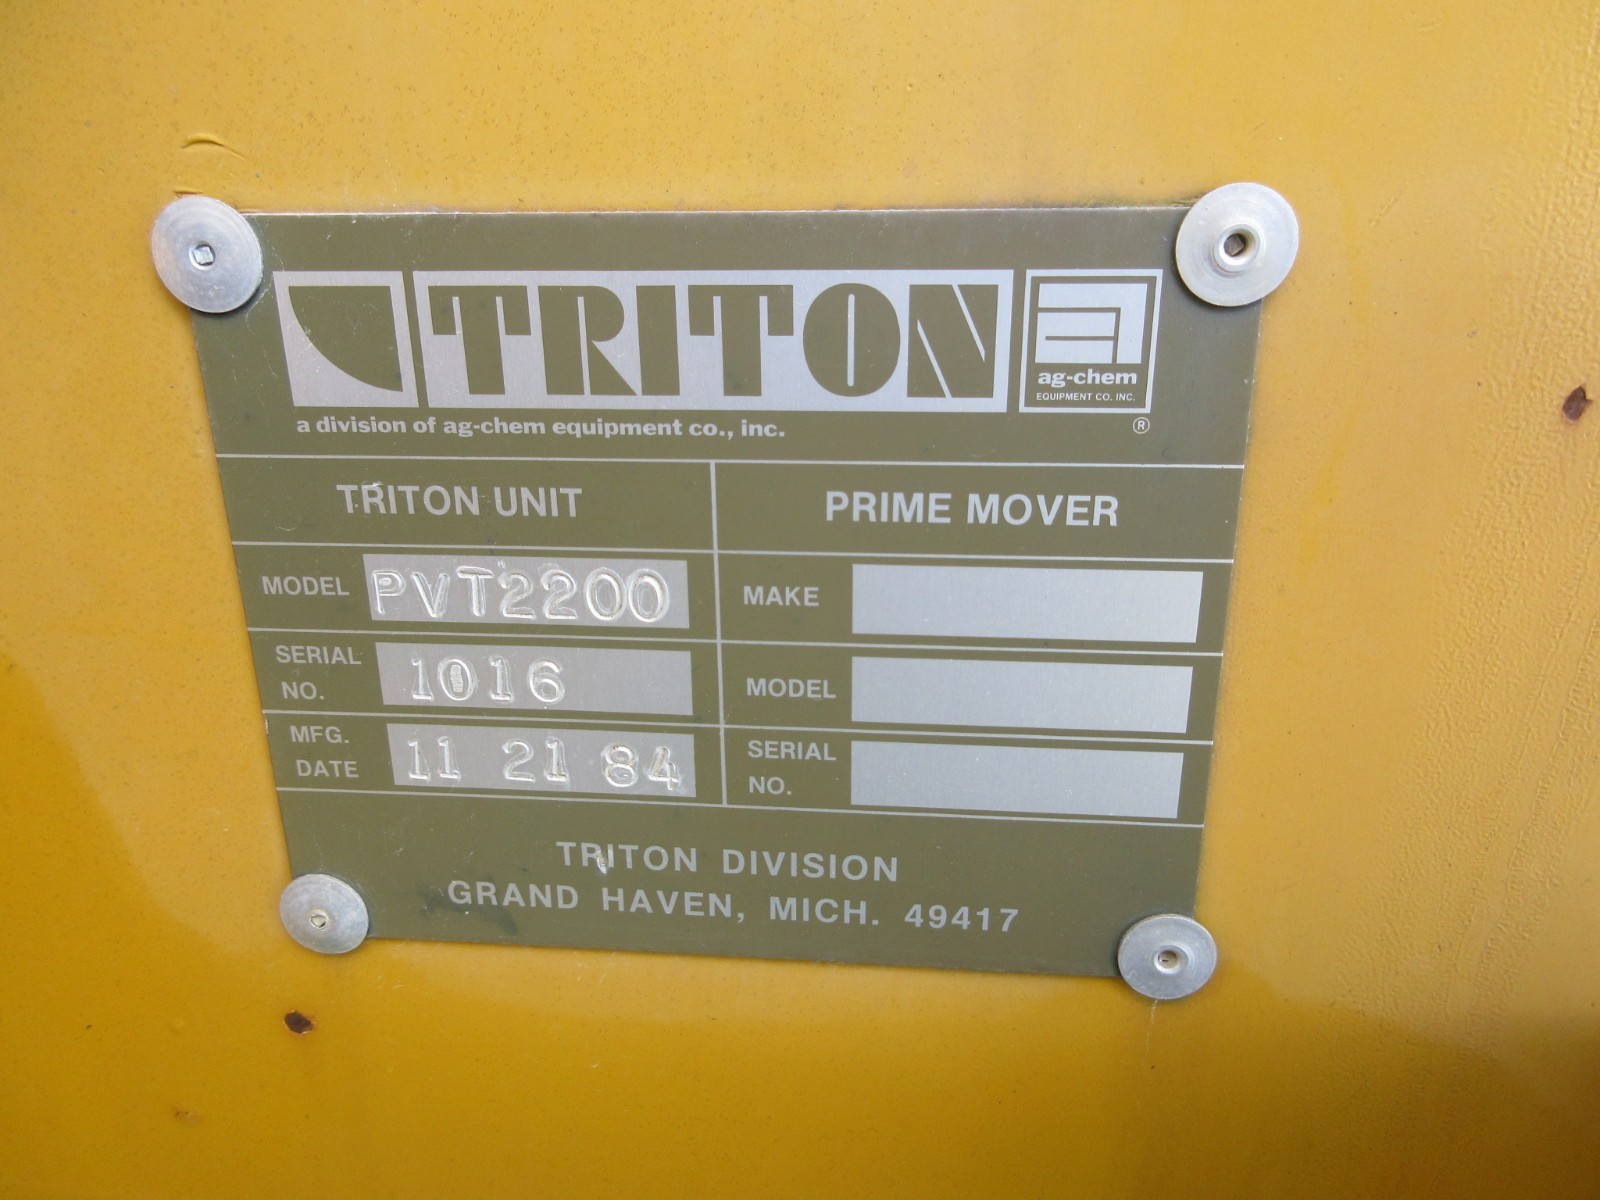 TRITON
ag-chem
EQUIPMENT CO. INC.
a division of ag-chem equipment co., inc.
®
TRITON UNIT
PRIME MOVER
MODEL PVT2200
MAKE
SERIAL
NO. 1016
MODEL
MFG.
DATE 11 21 84
SERIAL
NO.
TRITON DIVISION
GRAND HAVEN, MICH. 49417